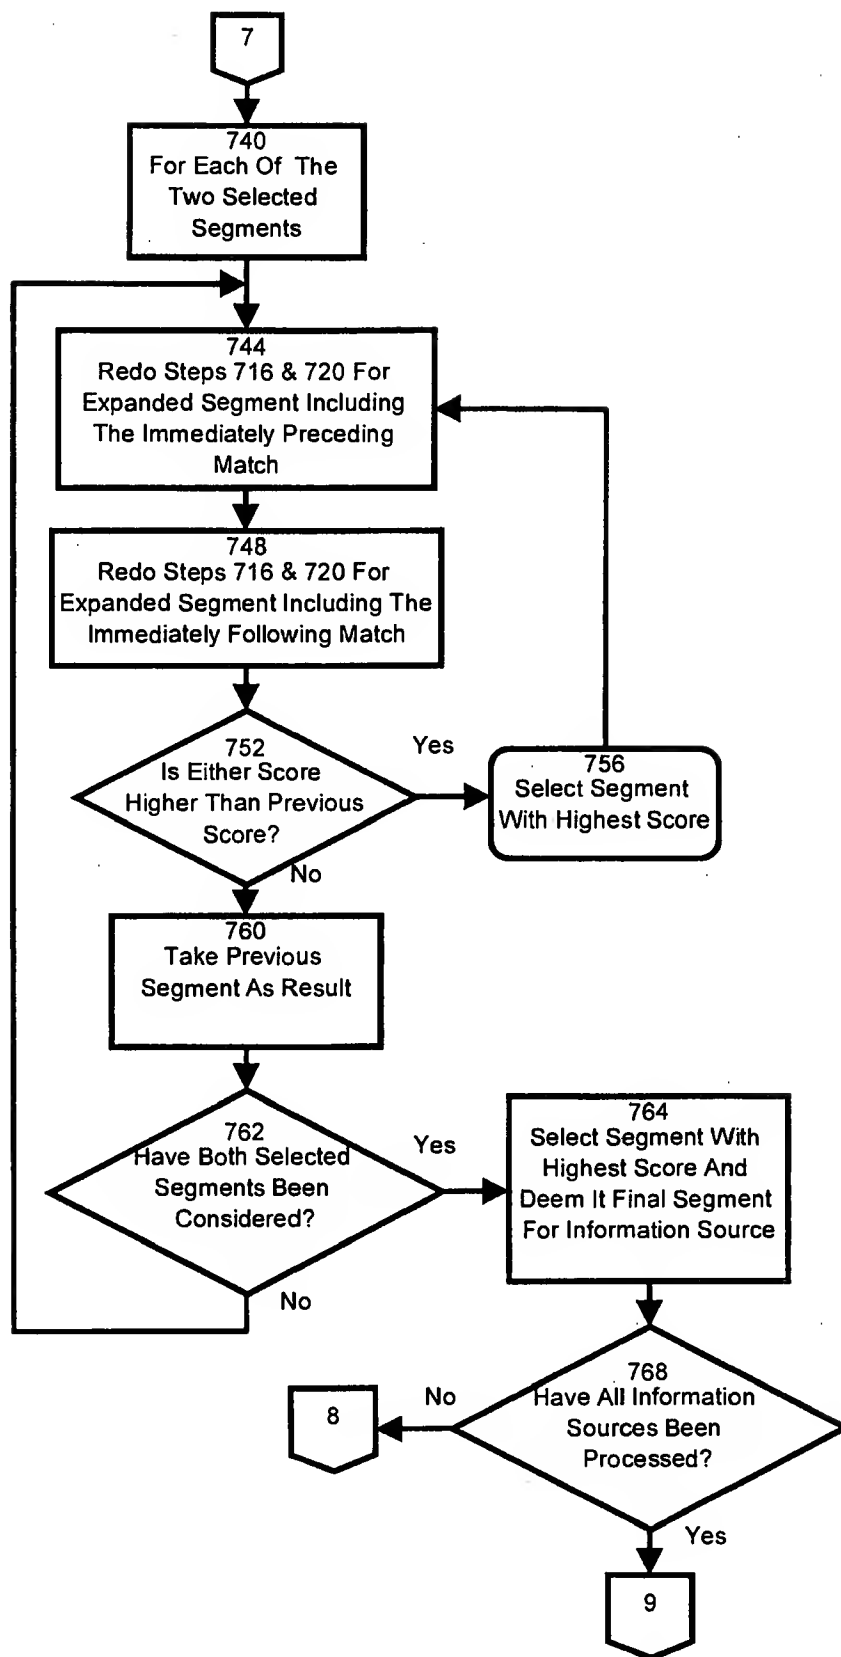 7
740
For Each Of The
Two Selected
Segments
744
Redo Steps 716 & 720 For
Expanded Segment Including
The Immediately Preceding
Match
748
Redo Steps 716 & 720 For
Expanded Segment Including The
Immediately Following Match
752
Is Either Score
Higher Than Previous
Score?
Yes
756
Select Segment
With Highest Score
No
760
Take Previous
Segment As Result
762
Have Both Selected
Segments Been
Considered?
Yes
No
764
Select Segment With
Highest Score And
Deem It Final Segment
For Information Source
768
Have All Information
Sources Been
Processed?
No
8
Yes
9